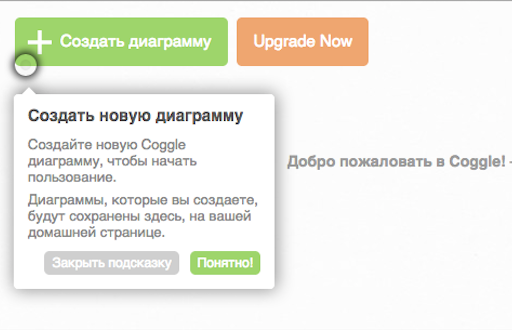 Создать диаграмму
Upgrade Now
Создать новую диаграмму
Создайте новую Coggle
диаграмму, чтобы начать
пользование.
Диаграммы, которые вы создаете,
будут сохранены здесь, на вашей
домашней странице.
Закрыть подсказку
Понятно!
Добро пожаловать в Coggle! -